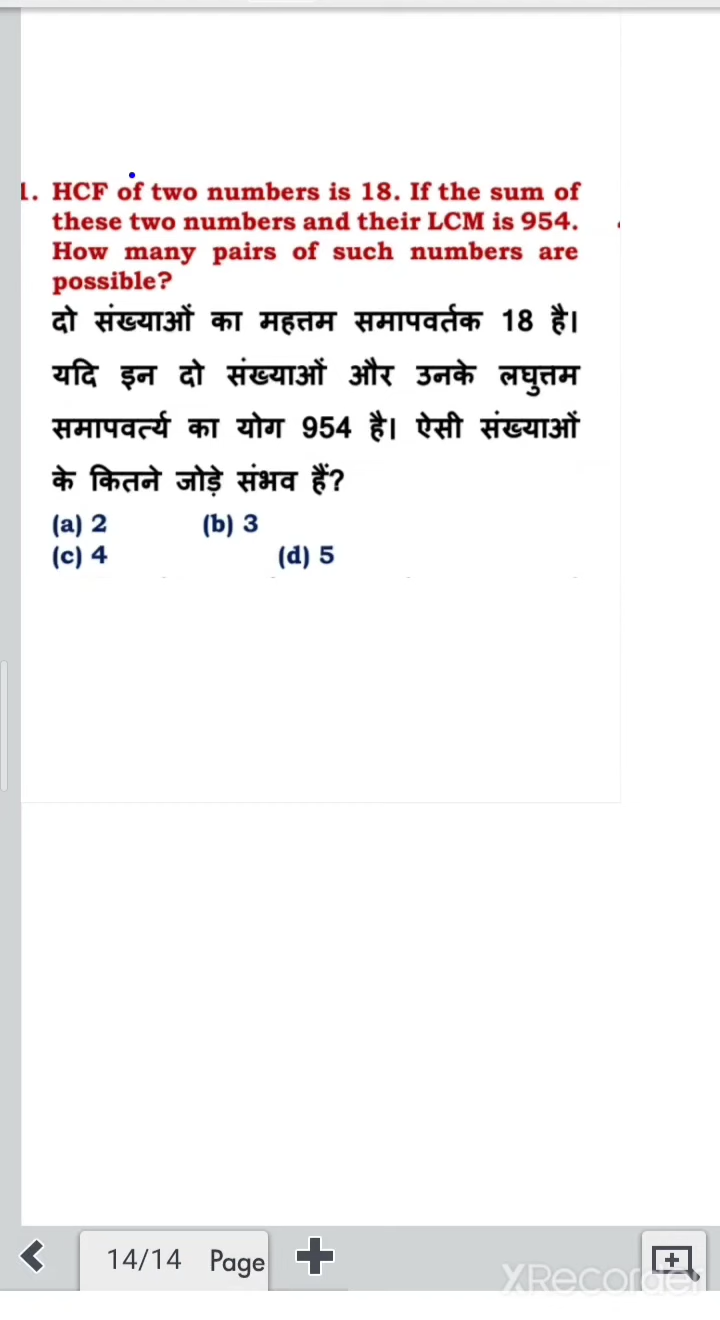 1. HCF of two numbers is 18. If the sum of
these two numbers and their LCM is 954.
How many pairs of such numbers are
possible?
दो संख्याओं का महत्तम समापवर्तक 18 है।
यदि इन दो संख्याओं और उनके लघुत्तम
समापवर्त्य का योग 954 है। ऐसी संख्याओं
के कितने जोड़े संभव हैं?
(a) 2 (b) 3
(c) 4 (d) 5
14/14 Page
XRecorder